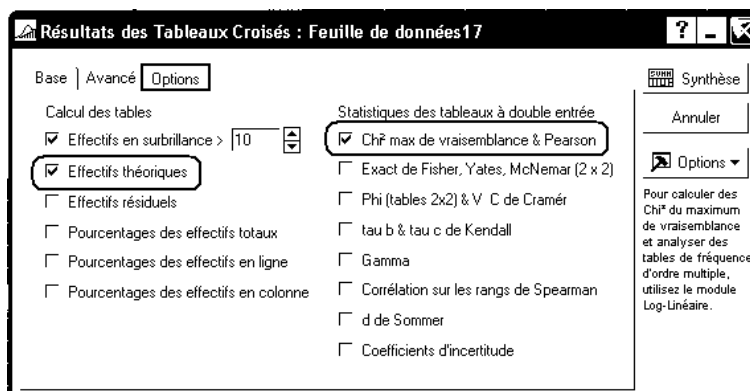 Résultats des Tableaux Croisés : Feuille de données17
? _
Base Avancé Options
Calcul des tables
Effectifs en surbrillance > 10
Effectifs théoriques
Effectifs résiduels
Pourcentages des effectifs totaux
Pourcentages des effectifs en ligne
Pourcentages des effectifs en colonne
Statistiques des tableaux à double entrée
Chi² max de vraisemblance & Pearson
Exact de Fisher, Yates, McNemar (2 x 2)
Phi (tables 2x2) & V C de Cramér
tau b & tau c de Kendall
Gamma
Corrélation sur les rangs de Spearman
d de Sommer
Coefficients d'incertitude
Synthèse
Annuler
Options
Pour calculer des
Chi² du maximum
de vraisemblance
et analyser des
tables de fréquence
d'ordre multiple,
utilisez le module
Log-Linéaire.